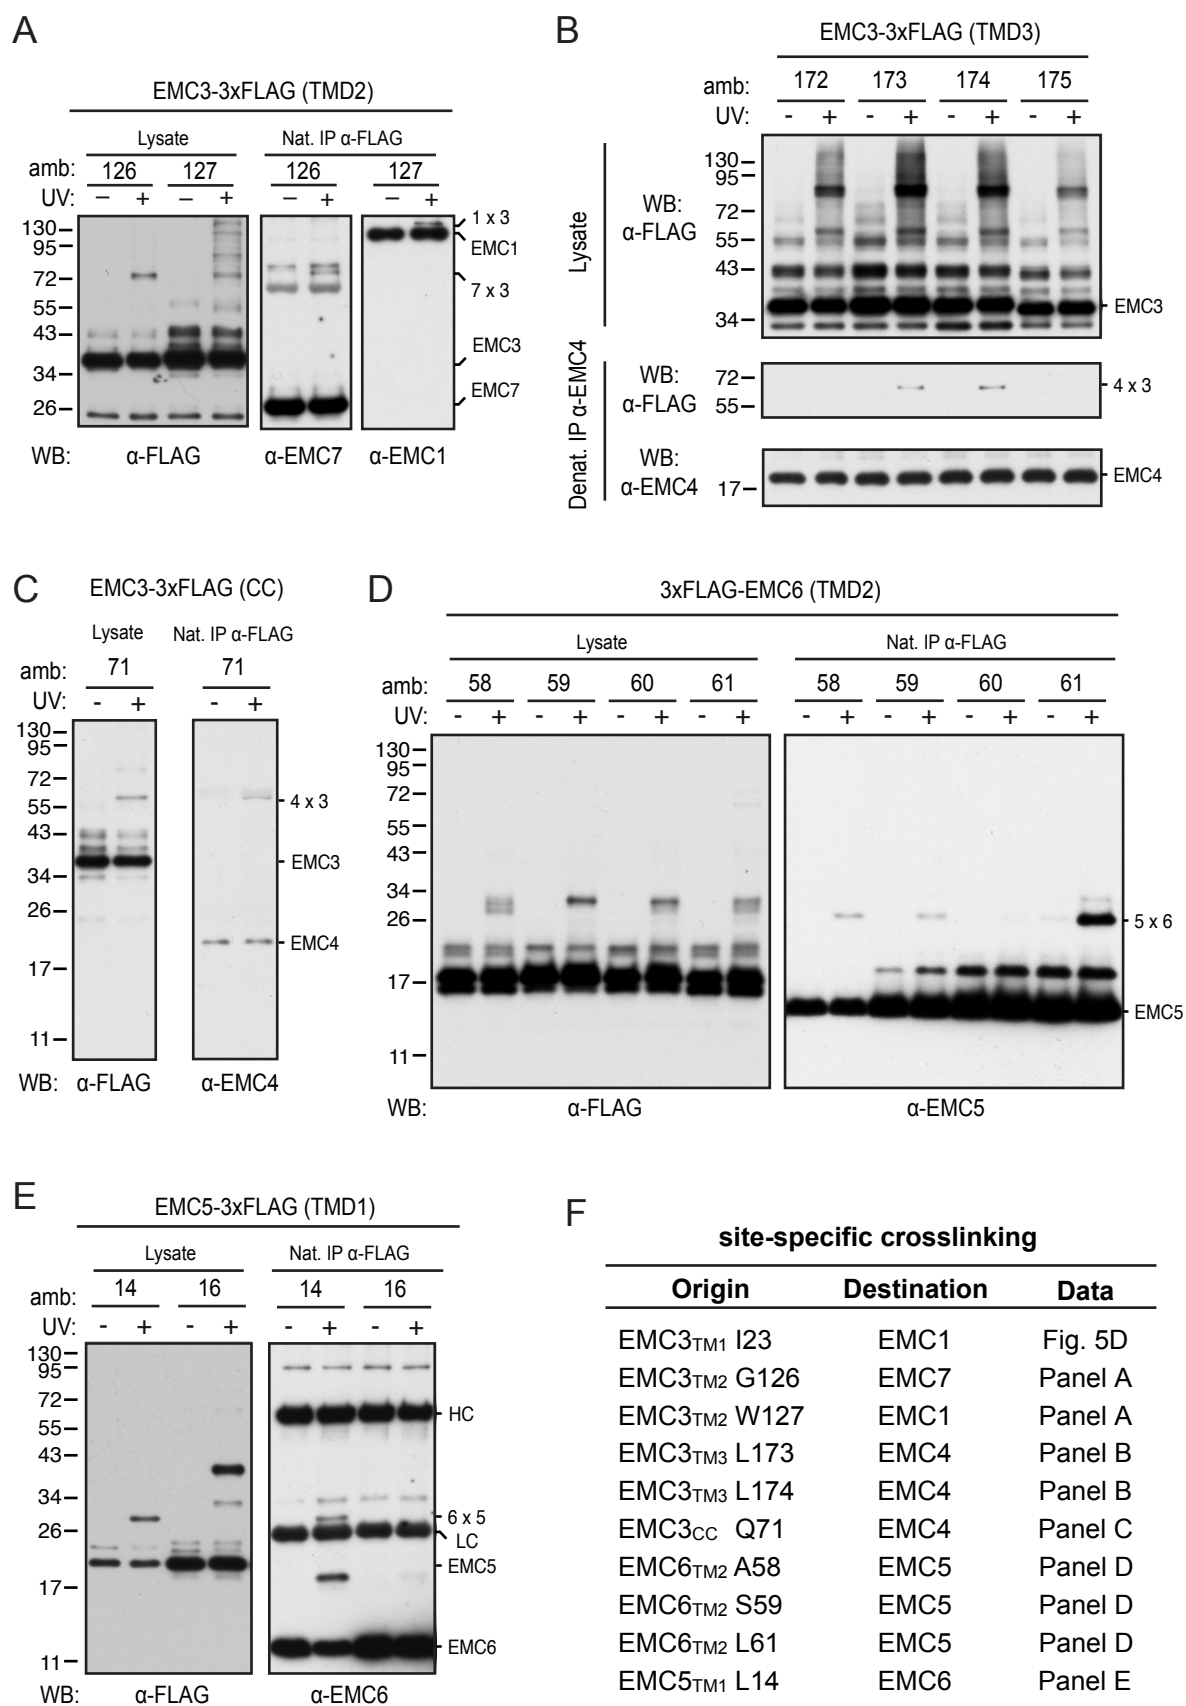 A
EMC3-3xFLAG (TMD2)
Lysate Nat. IP α-FLAG
amb: 126 127 126 127
UV: – + – + – + – +
130
95
72
55
43
34
26
1 x 3
EMC1
7 x 3
EMC3
EMC7
WB: α-FLAG α-EMC7 α-EMC1
B
EMC3-3xFLAG (TMD3)
amb: 172 173 174 175
UV: - + - + - + - +
Lysate
WB:
α-FLAG
130
95
72
55
43
34
EMC3
Denat. IP α-EMC4
WB:
α-FLAG
72
55
4 x 3
WB:
α-EMC4
17
EMC4
C
EMC3-3xFLAG (CC)
Lysate Nat. IP α-FLAG
amb: 71 71
UV: - + - +
130
95
72
55
43
34
26
17
11
4 x 3
EMC3
EMC4
WB: α-FLAG α-EMC4
D
3xFLAG-EMC6 (TMD2)
Lysate Nat. IP α-FLAG
amb: 58 59 60 61 58 59 60 61
UV: - + - + - + - + - + - + - + - +
130
95
72
55
43
34
26
17
11
5 x 6
EMC5
WB: α-FLAG α-EMC5
E
EMC5-3xFLAG (TMD1)
Lysate Nat. IP α-FLAG
amb: 14 16 14 16
UV: - + - + - + - +
130
95
72
55
43
34
26
17
11
HC
6 x 5
LC
EMC5
EMC6
WB: α-FLAG α-EMC6
F
site-specific crosslinking
Origin Destination Data
EMC3TM1 I23 EMC1 Fig. 5D
EMC3TM2 G126 EMC7 Panel A
EMC3TM2 W127 EMC1 Panel A
EMC3TM3 L173 EMC4 Panel B
EMC3TM3 L174 EMC4 Panel B
EMC3CC Q71 EMC4 Panel C
EMC6TM2 A58 EMC5 Panel D
EMC6TM2 S59 EMC5 Panel D
EMC6TM2 L61 EMC5 Panel D
EMC5TM1 L14 EMC6 Panel E